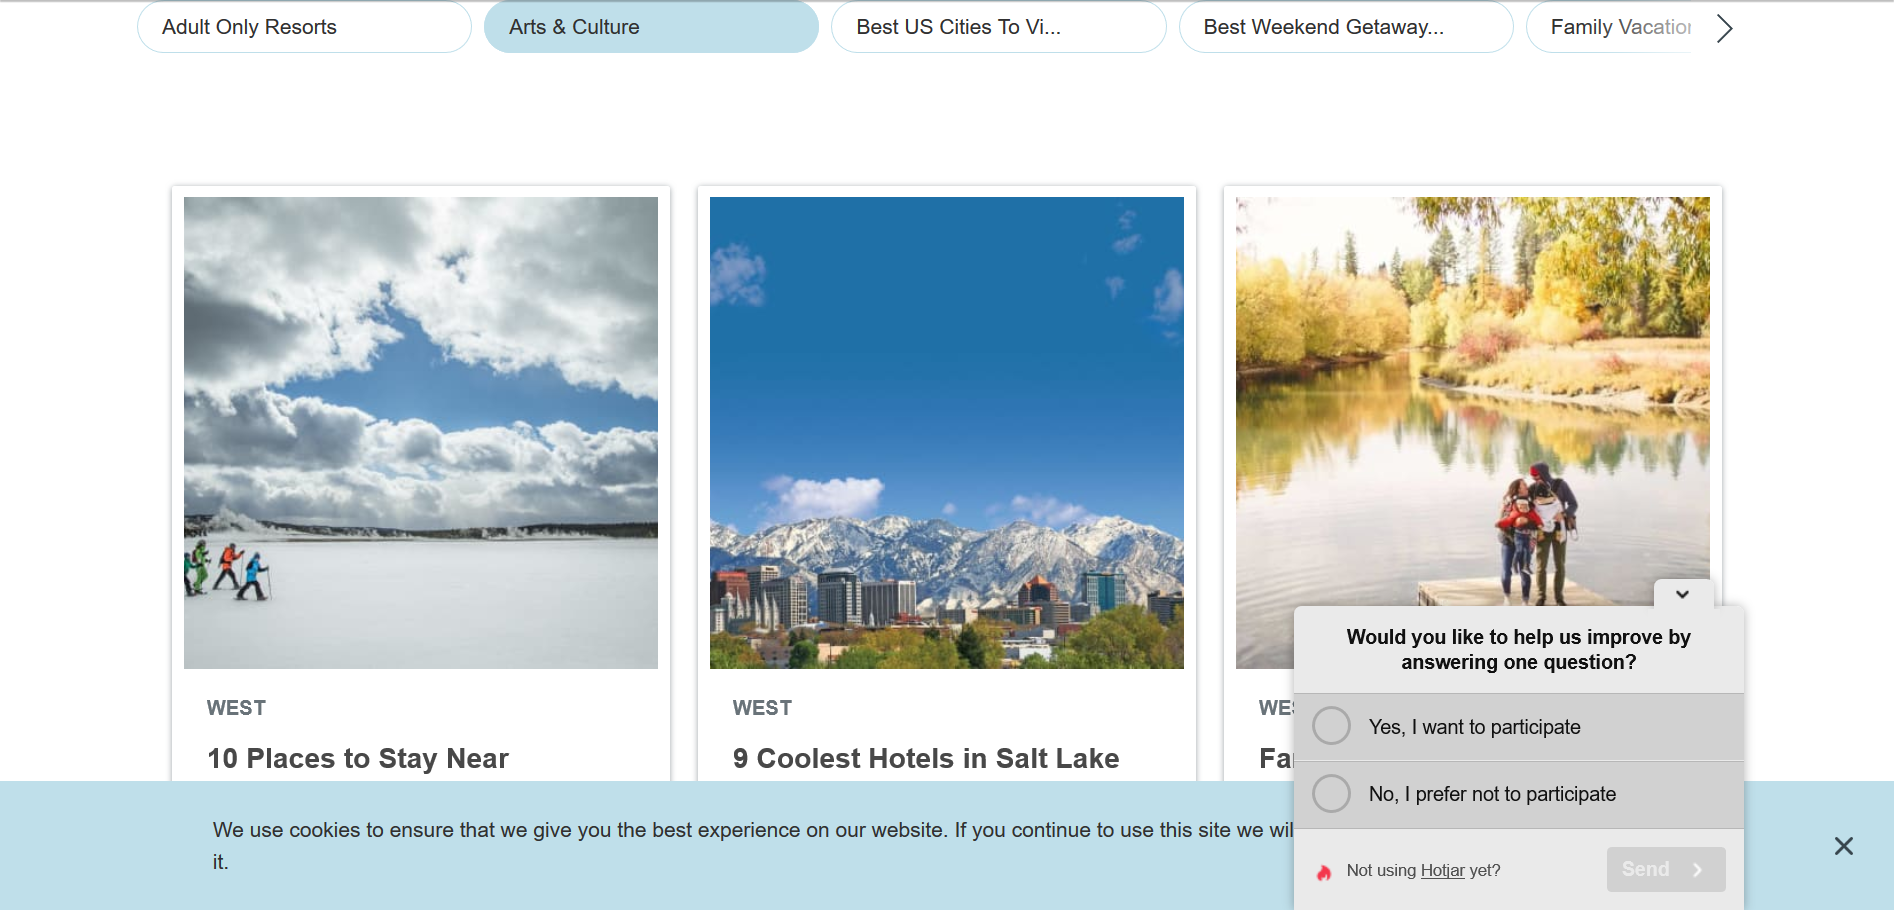 Adult Only Resorts
Arts & Culture
Best US Cities To Vi...
Best Weekend Getaway...
Family Vacation
WEST
10 Places to Stay Near
WEST
9 Coolest Hotels in Salt Lake
Would you like to help us improve by
answering one question?
Yes, I want to participate
No, I prefer not to participate
Not using Hotjar yet?
Send
We use cookies to ensure that we give you the best experience on our website. If you continue to use this site we
it.